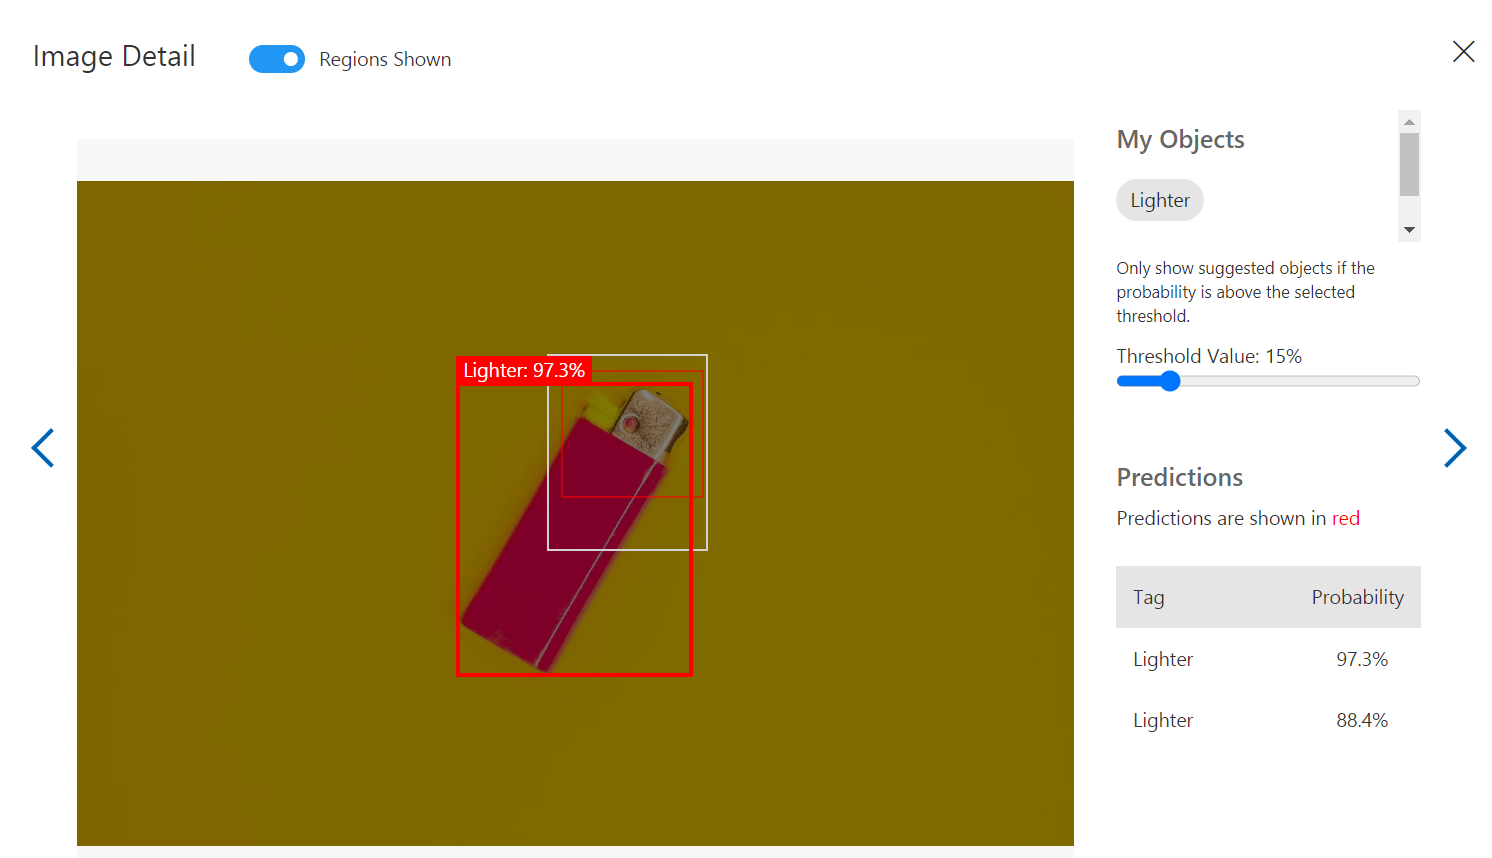 Image Detail
Regions Shown
Lighter: 97.3%
My Objects
Lighter
Only show suggested objects if the
probability is above the selected
threshold.
Threshold Value: 15%
Predictions
Predictions are shown in red
Tag Probability
Lighter 97.3%
Lighter 88.4%